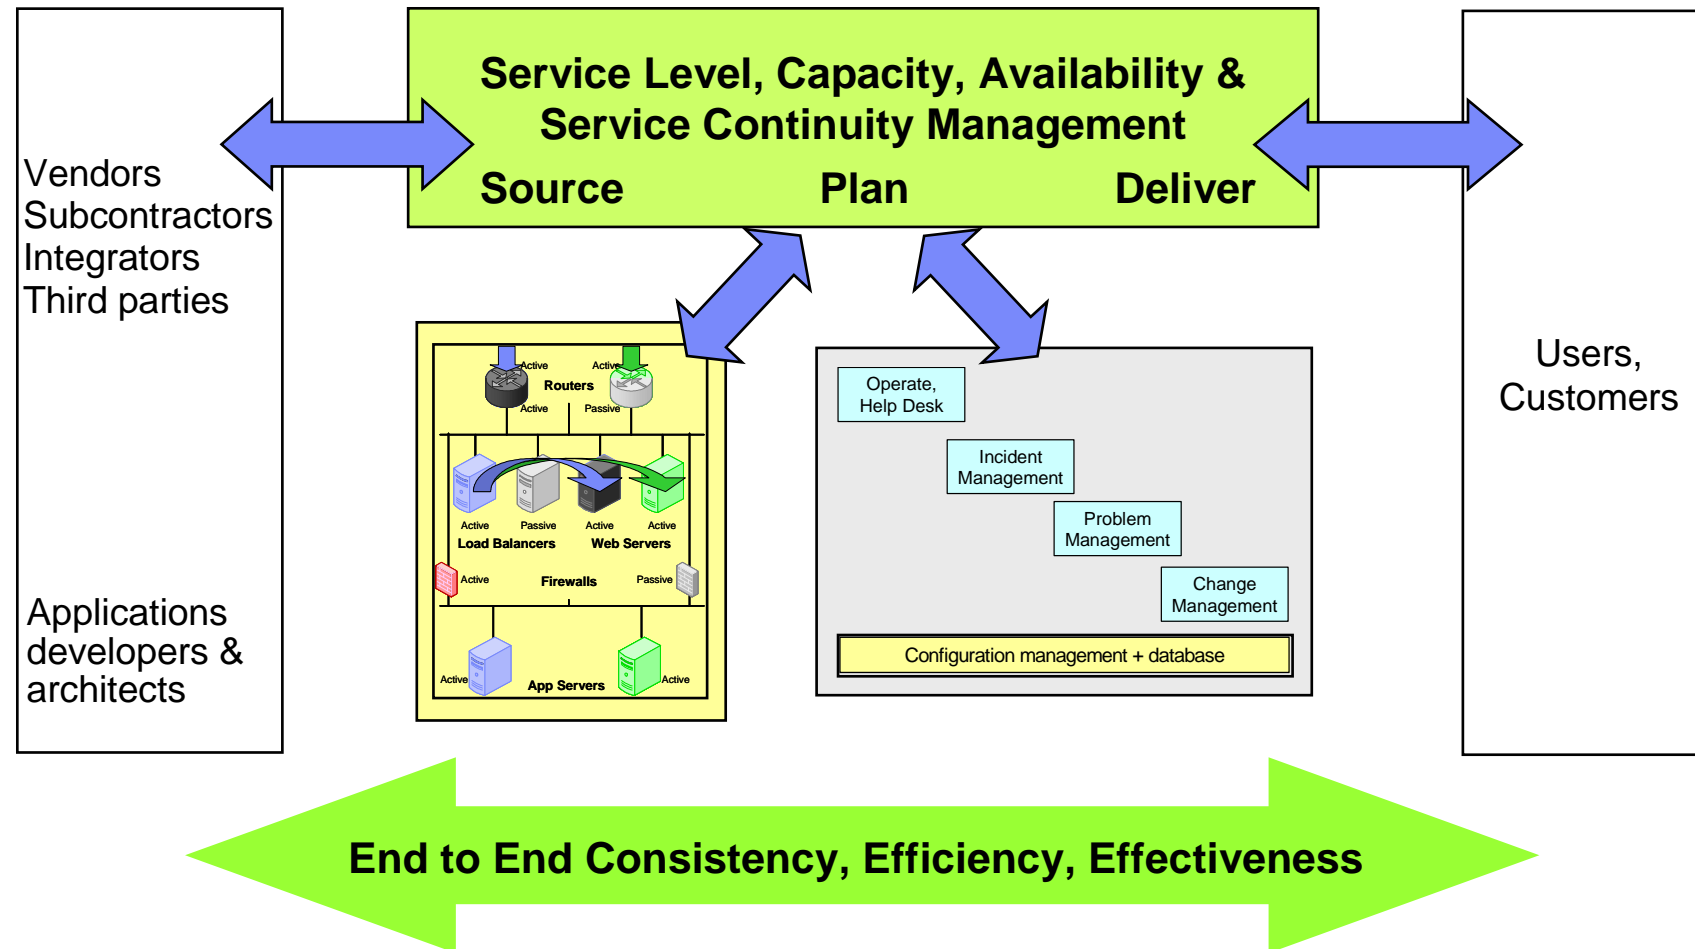 Service Level, Capacity, Availability &
Service Continuity Management
Source Plan Deliver
Vendors
Subcontractors
Integrators
Third parties
Applications
developers &
architects
Active
Active
Routers
Active
Passive
Active
Passive
Active
Active
Load Balancers
Web Servers
Active
Firewalls
Passive
Active
App Servers
Active
Operate,
Help Desk
Incident
Management
Problem
Management
Change
Management
Configuration management + database
Users,
Customers
End to End Consistency, Efficiency, Effectiveness